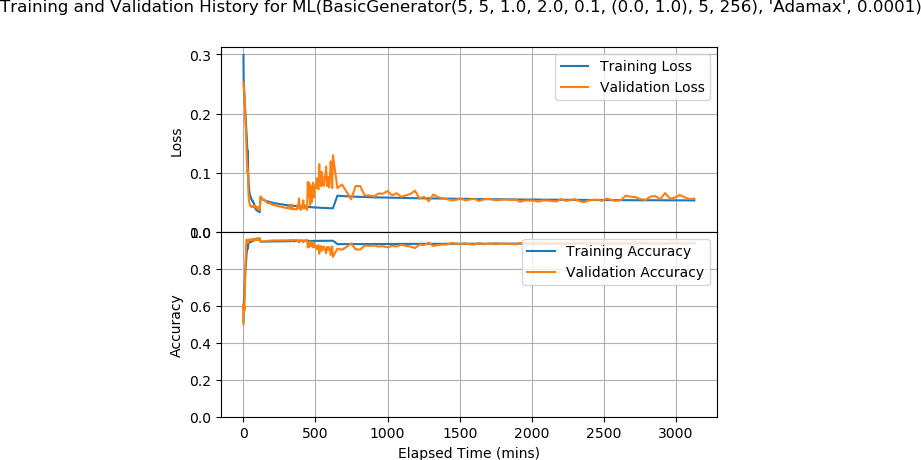 Training and Validation History for ML(BasicGenerator(5, 5, 1.0, 2.0, 0.1, (0.0, 1.0), 5, 256), 'Adamax', 0.0001)
0.3
0.2
0.1
0.0
Loss
Training Loss
Validation Loss
1.0
0.8
0.6
0.4
0.2
0.0
Accuracy
Training Accuracy
Validation Accuracy
0 500 1000 1500 2000 2500 3000
Elapsed Time (mins)